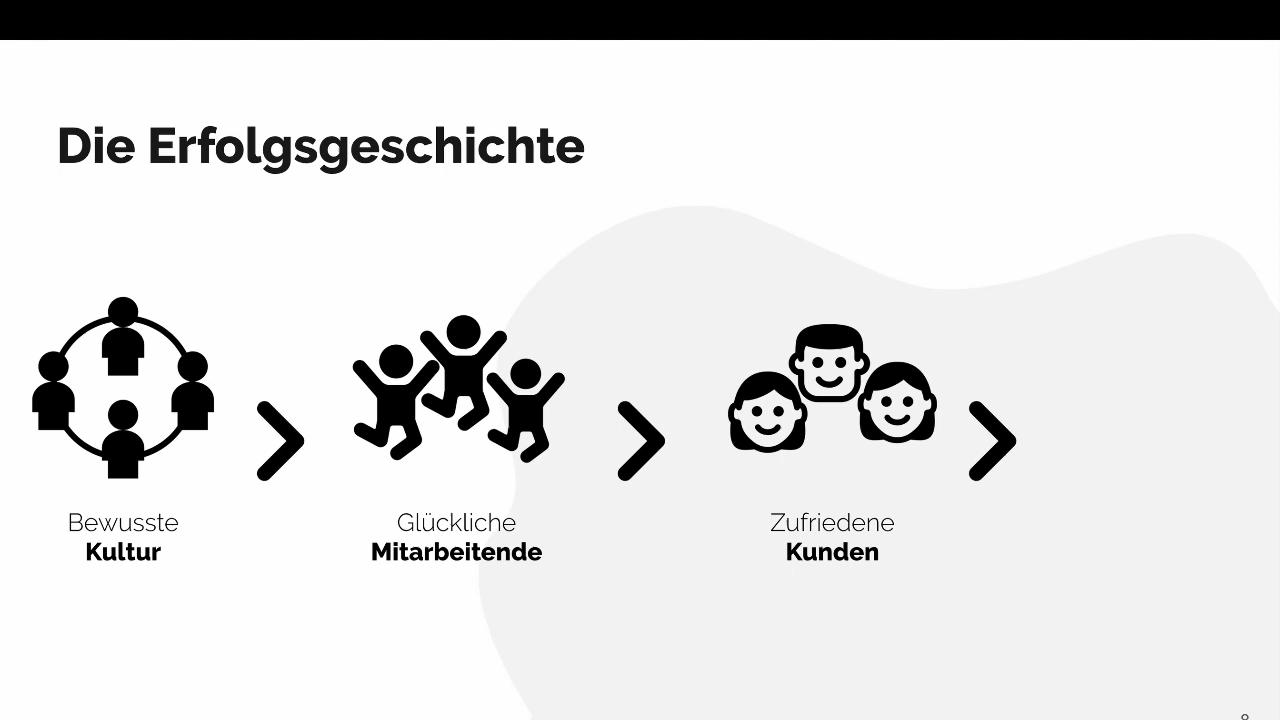 Die Erfolgsgeschichte
Bewusste
Kultur
Glückliche
Mitarbeitende
Zufriedene
Kunden